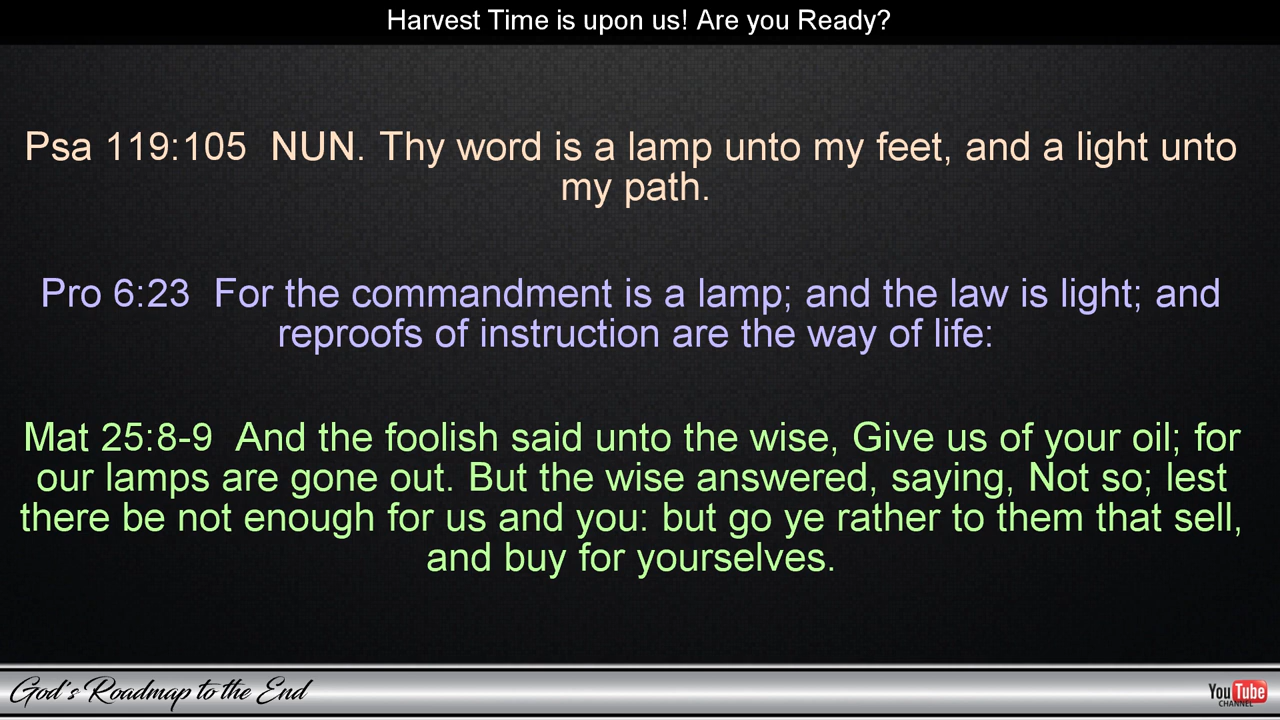 Harvest Time is upon us! Are you Ready?
Psa 119:105  NUN. Thy word is a lamp unto my feet, and a light unto
my path.
Pro 6:23  For the commandment is a lamp; and the law is light; and
reproofs of instruction are the way of life:
Mat 25:8-9  And the foolish said unto the wise, Give us of your oil; for
our lamps are gone out. But the wise answered, saying, Not so; lest
there be not enough for us and you: but go ye rather to them that sell,
and buy for yourselves.
God's Roadmap to the End
YouTube
CHANNEL